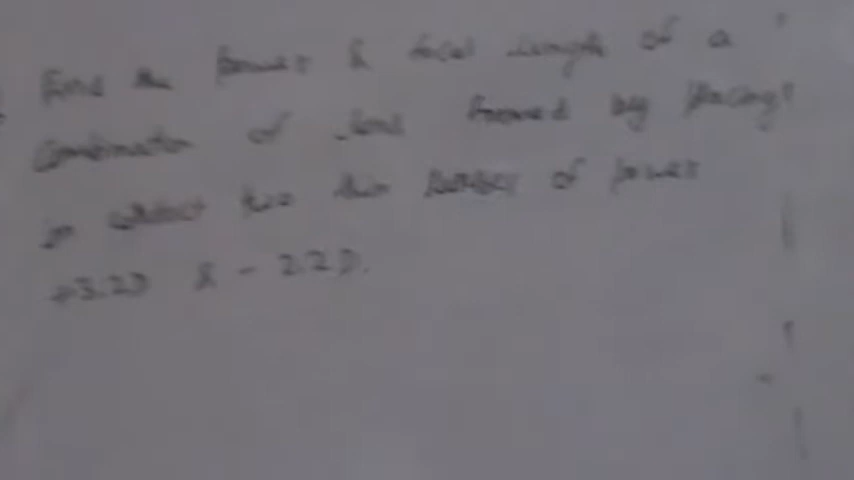 Find the power & focal length of a
Combination of lens formed by placing
in contact two thin lenses of power
+3.2D & - 2.2D.